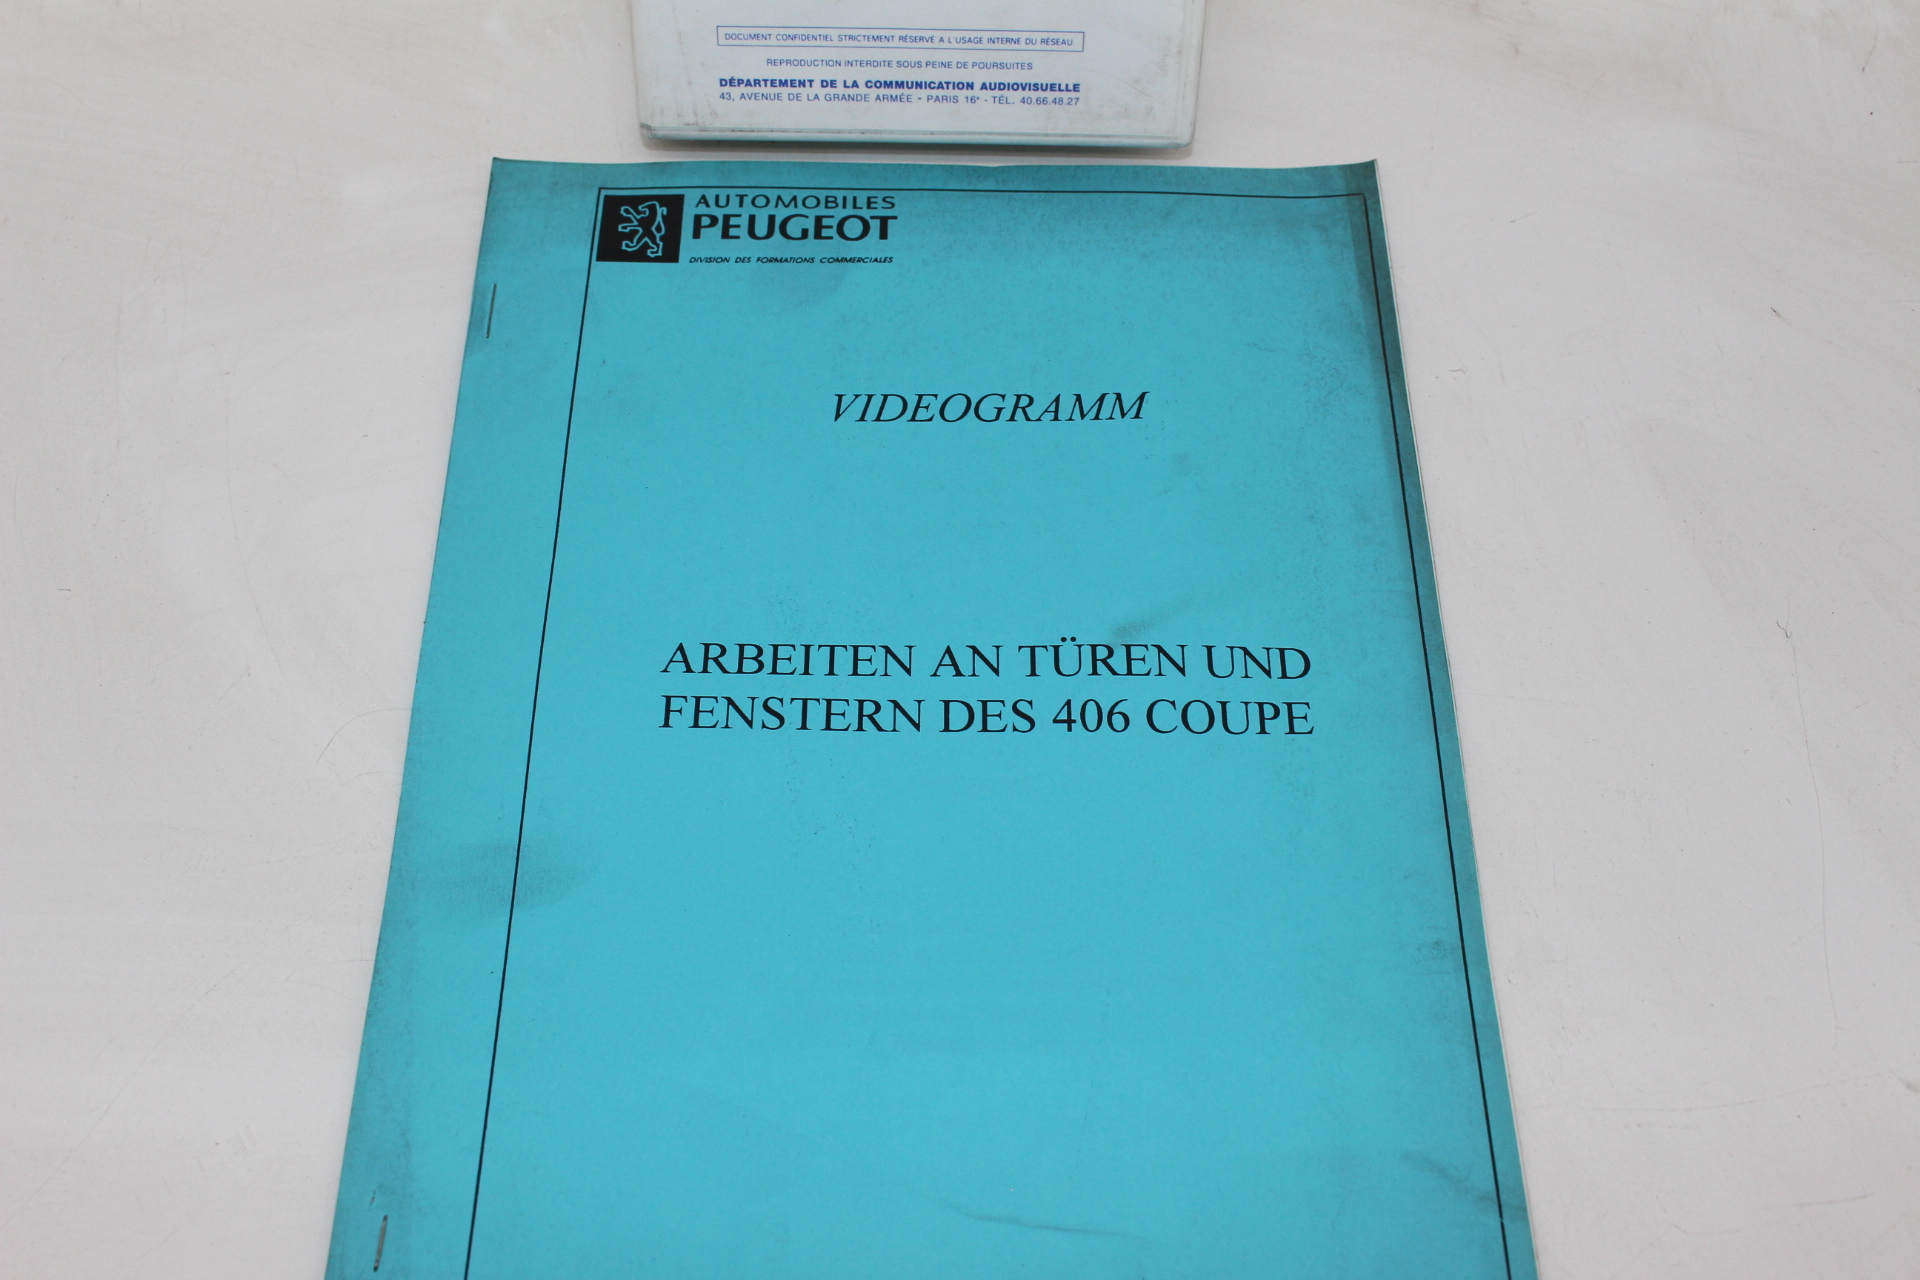 DOCUMENT CONFIDENTIEL STRICTEMENT RÉSERVÉ A L'USAGE INTERNE DU RÉSEAU
REPRODUCTION INTERDITE SOUS PEINE DE POURSUITES
DÉPARTEMENT DE LA COMMUNICATION AUDIOVISUELLE
43, AVENUE DE LA GRANDE ARMÉE - PARIS 16e - TÉL. 40.66.48.27
AUTOMOBILES
PEUGEOT
DIVISION DES FORMATIONS COMMERCIALES
VIDEOGRAMM
ARBEITEN AN TÜREN UND
FENSTERN DES 406 COUPE